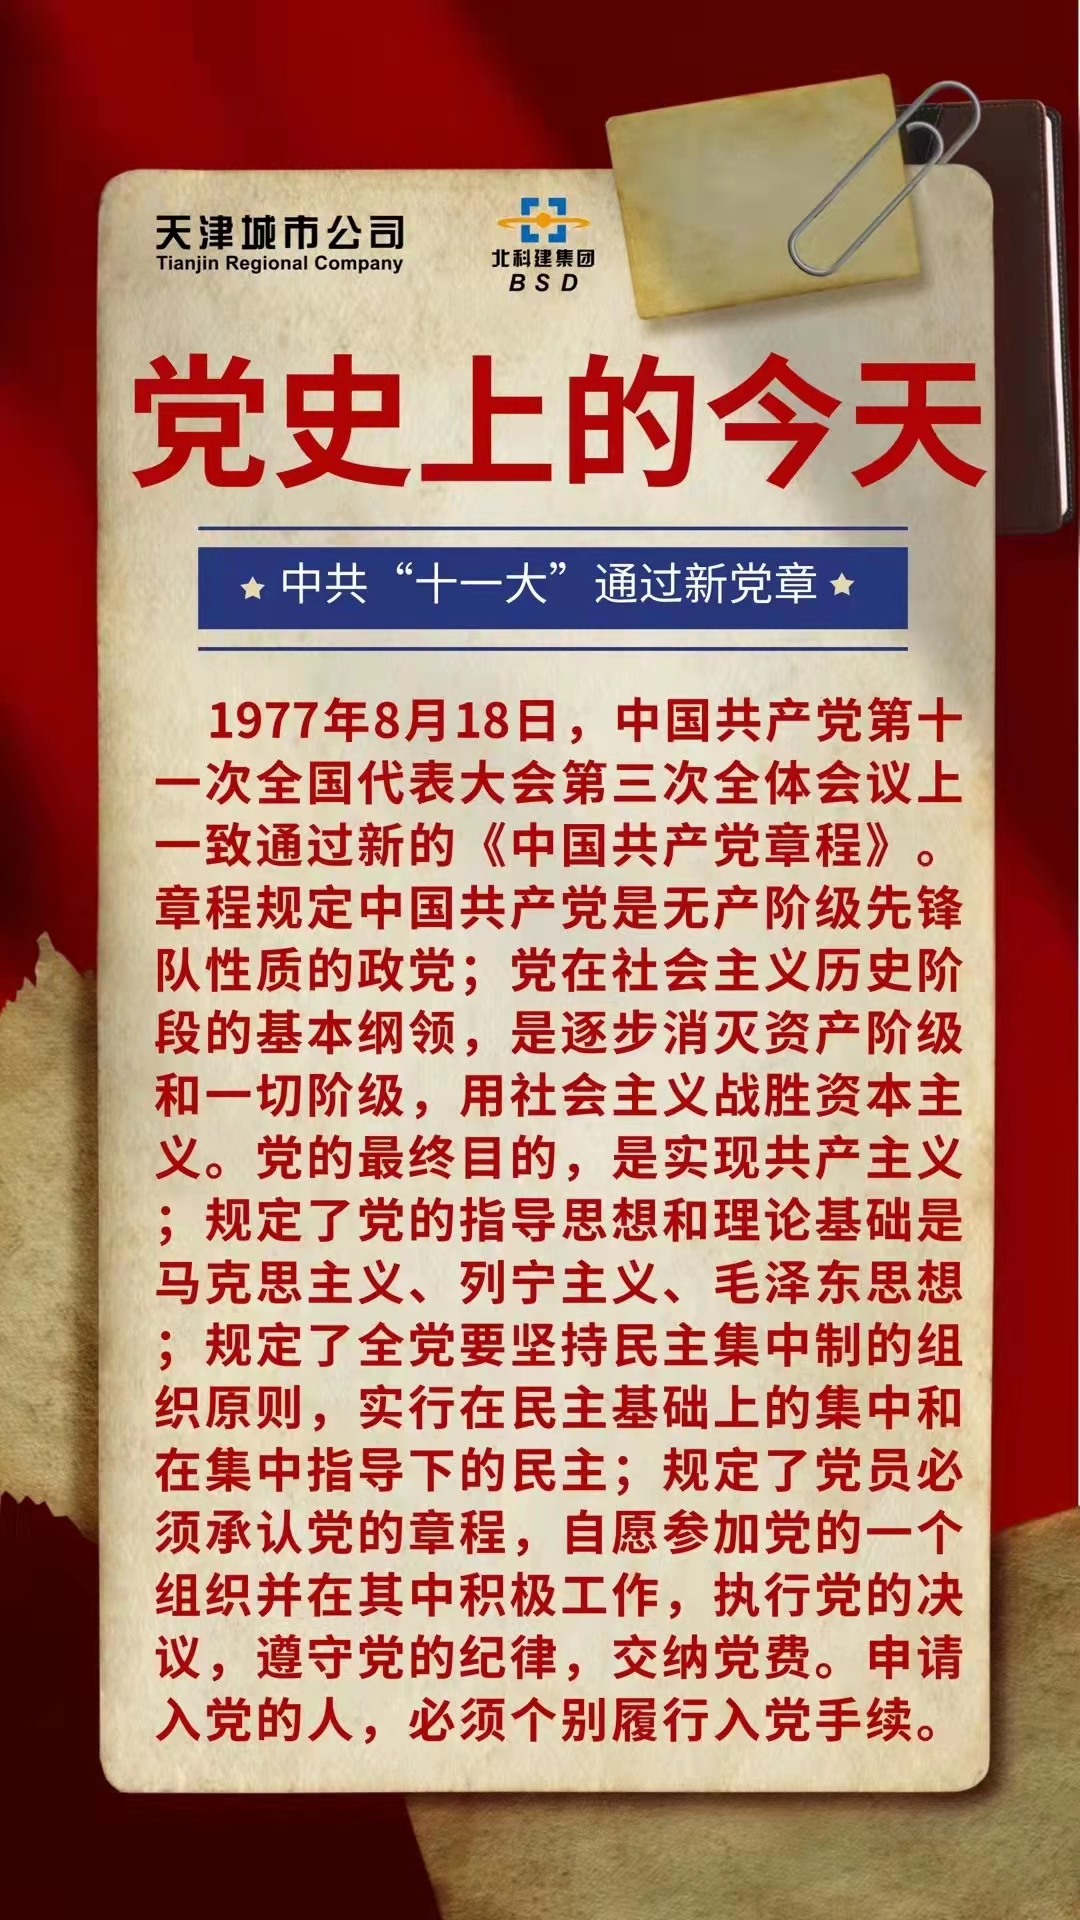 天津城市公司
Tianjin Regional Company
北科建集团
BSD
党史上的今天
中共“十一大”通过新党章
1977年8月18日，中国共产党第十
一次全国代表大会第三次全体会议上
一致通过新的《中国共产党章程》。
章程规定中国共产党是无产阶级先锋
队性质的政党；党在社会主义历史阶
段的基本纲领，是逐步消灭资产阶级
和一切阶级，用社会主义战胜资本主
义。党的最终目的，是实现共产主义
；规定了党的指导思想和理论基础是
马克思主义、列宁主义、毛泽东思想
；规定了全党要坚持民主集中制的组
织原则，实行在民主基础上的集中和
在集中指导下的民主；规定了党员必
须承认党的章程，自愿参加党的一个
组织并在其中积极工作，执行党的决
议，遵守党的纪律，交纳党费。申请
入党的人，必须个别履行入党手续。